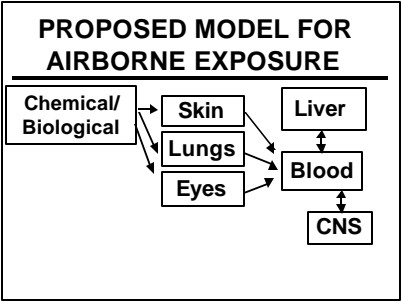 PROPOSED MODEL FOR
AIRBORNE EXPOSURE
Chemical/
Biological
Skin
Lungs
Eyes
Liver
Blood
CNS